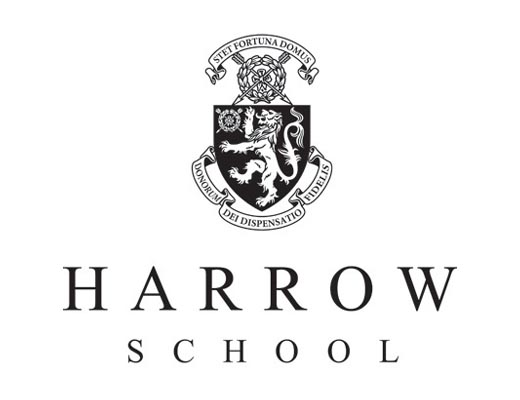 STET FORTUNA DOMUS
DONORUM DEI DISPENSATIO FIDELIS
HARROW
SCHOOL